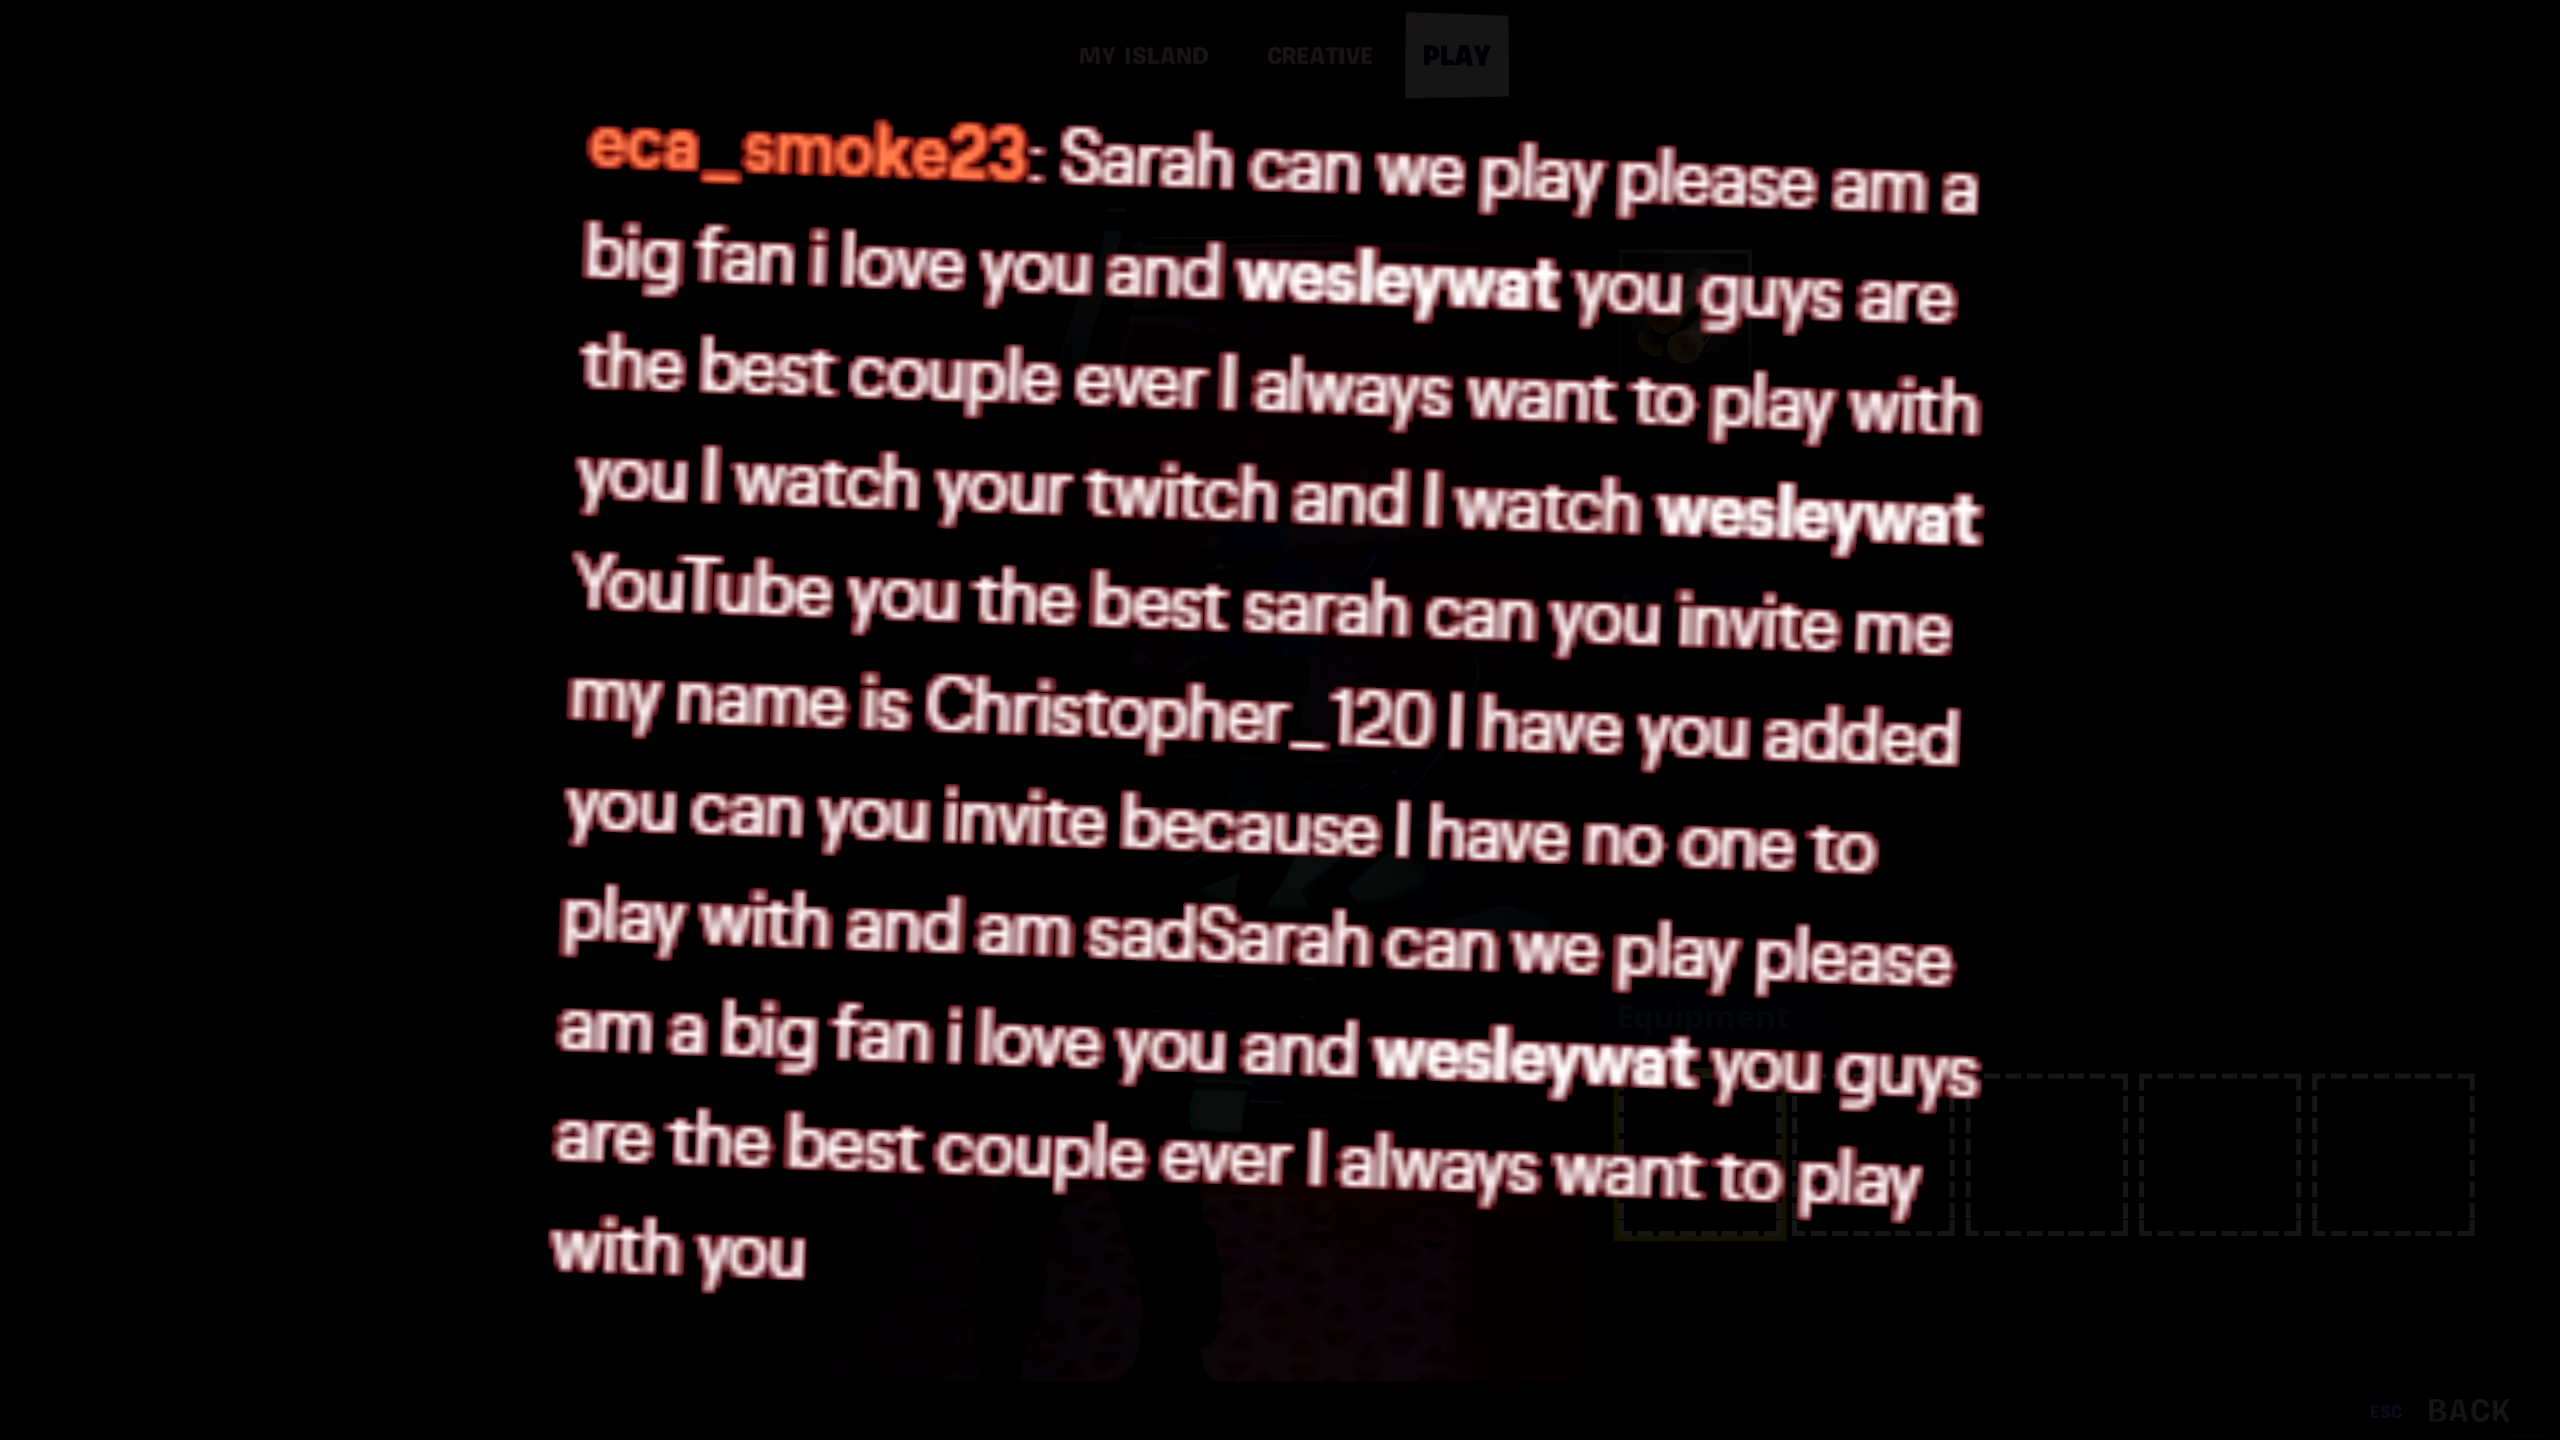 MY ISLAND CREATIVE PLAY
eca_smoke23: Sarah can we play please am a
big fan i love you and wesleywat you guys are
the best couple ever I always want to play with
you I watch your twitch and I watch wesleywat
YouTube you the best sarah can you invite me
my name is Christopher_120 I have you added
you can you invite because I have no one to
play with and am sadSarah can we play please
am a big fan i love you and wesleywat you guys
are the best couple ever I always want to play
with you
Equipment
ESC BACK